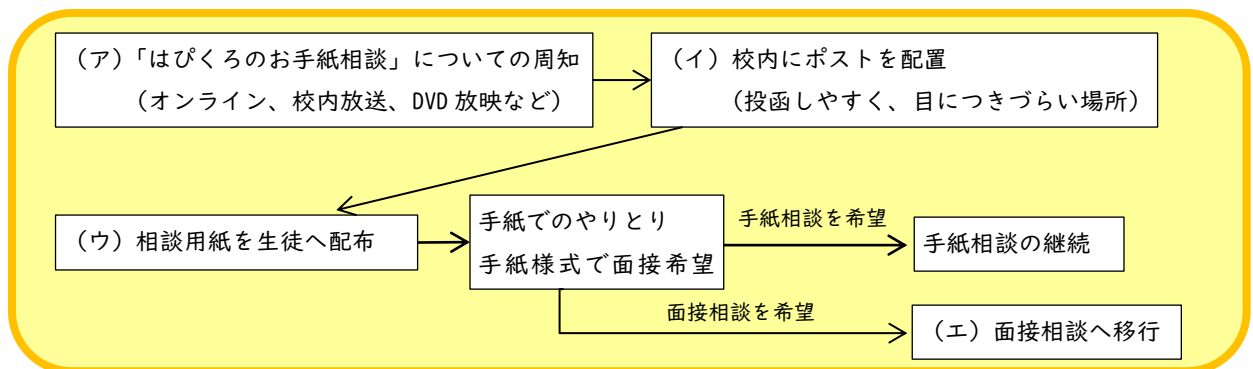 （ア）「はぴくろのお手紙相談」についての周知
（オンライン、校内放送、DVD放映など）
（イ）校内にポストを配置
（投函しやすく、目につきづらい場所）
（ウ）相談用紙を生徒へ配布
手紙でのやりとり
手紙様式で面接希望
手紙相談を希望
手紙相談の継続
面接相談を希望
（エ）面接相談へ移行